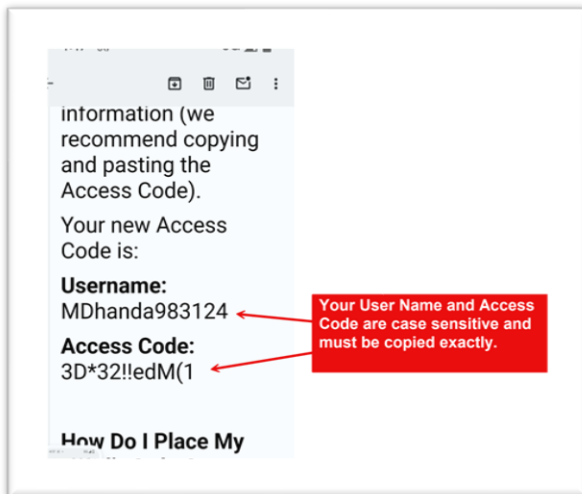 information (we
recommend copying
and pasting the
Access Code).
Your new Access
Code is:
Username:
MDhanda983124
Access Code:
3D*32!!edM(1
Your User Name and Access
Code are case sensitive and
must be copied exactly.
How Do I Place My